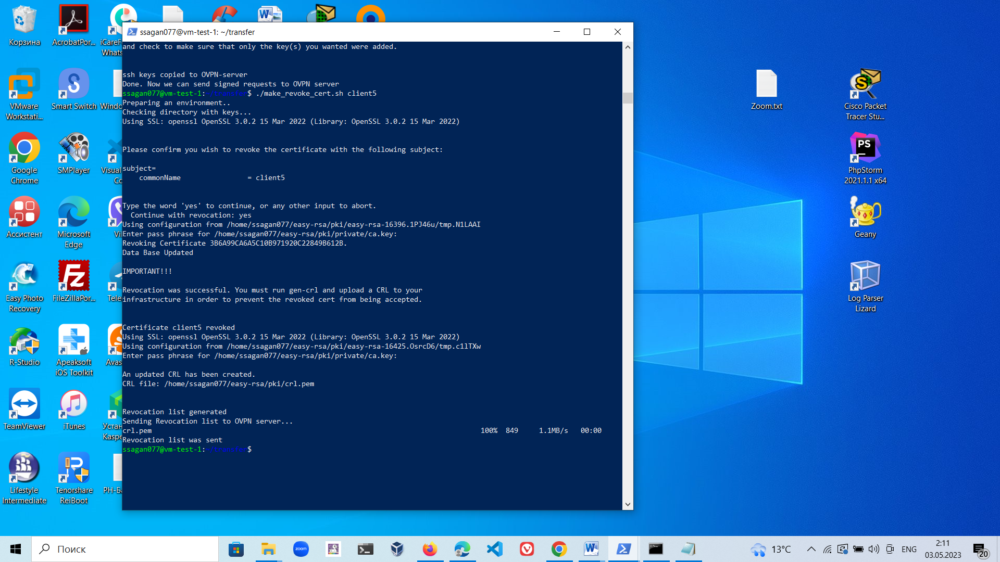 ssagan077@vm-test-1: ~/transfer
and check to make sure that only the key(s) you wanted were added.
ssh keys copied to OVPN-server
Done. Now we can send signed requests to OVPN server
ssagan077@vm-test-1:~/transfer$ ./make_revoke_cert.sh client5
Preparing an environment..
Checking directory with keys...
Using SSL: openssl OpenSSL 3.0.2 15 Mar 2022 (Library: OpenSSL 3.0.2 15 Mar 2022)
Please confirm you wish to revoke the certificate with the following subject:
subject=
commonName = client5
Type the word 'yes' to continue, or any other input to abort.
Continue with revocation: yes
Using configuration from /home/ssagan077/easy-rsa/pki/easy-rsa-16396.1PJ46u/tmp.N1LAAI
Enter pass phrase for /home/ssagan077/easy-rsa/pki/private/ca.key:
Revoking Certificate 3B6A99CA6A5C10B971920C22849B612B.
Data Base Updated
IMPORTANT!!!
Revocation was successful. You must run gen-crl and upload a CRL to your
infrastructure in order to prevent the revoked cert from being accepted.
Certificate client5 revoked
Using SSL: openssl OpenSSL 3.0.2 15 Mar 2022 (Library: OpenSSL 3.0.2 15 Mar 2022)
Using configuration from /home/ssagan077/easy-rsa/pki/easy-rsa-16425.OsrcD6/tmp.c1lTXw
Enter pass phrase for /home/ssagan077/easy-rsa/pki/private/ca.key:
An updated CRL has been created.
CRL file: /home/ssagan077/easy-rsa/pki/crl.pem
Revocation list generated
Sending Revocation list to OVPN server...
crl.pem 100% 849 1.1MB/s 00:00
Revocation list was sent
ssagan077@vm-test-1:~/transfer$
Корзина
AcrobatPor...
iCareF
Whats
VMware
Workstati...
Smart Switch
Windo
Google
Chrome
SMPlayer
Visual
Co
Ассистент
Microsoft
Edge
Vil
Easy Photo
Recovery
FileZillaPor...
Tele
R-Studio
Apeaksoft
iOS Toolkit
Avas
TeamViewer
iTunes
Устан
Kaspe
Lifestyle
Intermediate
Tenorshare
ReiBoot
РН-Ба
Zoom.txt
Cisco Packet
Tracer Stu...
PS
PhpStorm
2021.1.1 x64
Geany
Log Parser
Lizard
Поиск
zoom
13°C
ENG
2:11
03.05.2023
20